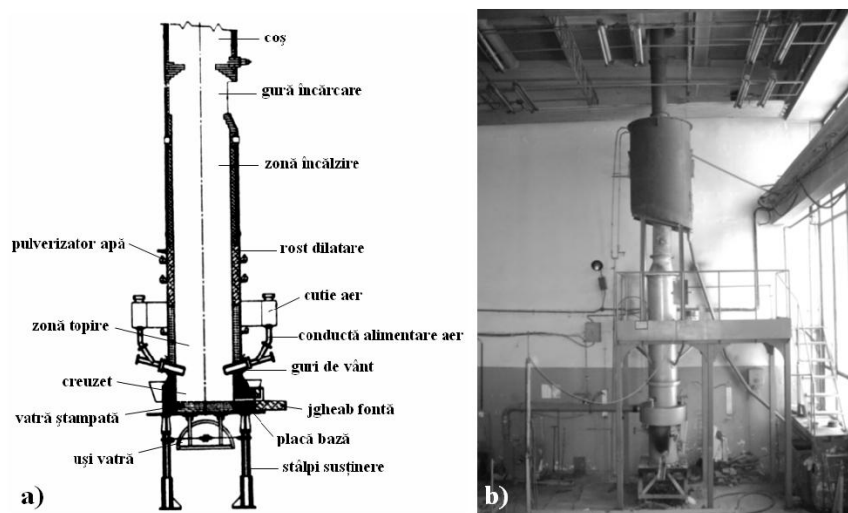 coș
gură încărcare
zonă încălzire
pulverizator apă
rost dilatare
cutie aer
zonă topire
conductă alimentare aer
guri de vânt
creuzet
jgheab fontă
vatră ștampată
placă bază
uși vatră
stâlpi susținere
a)
b)